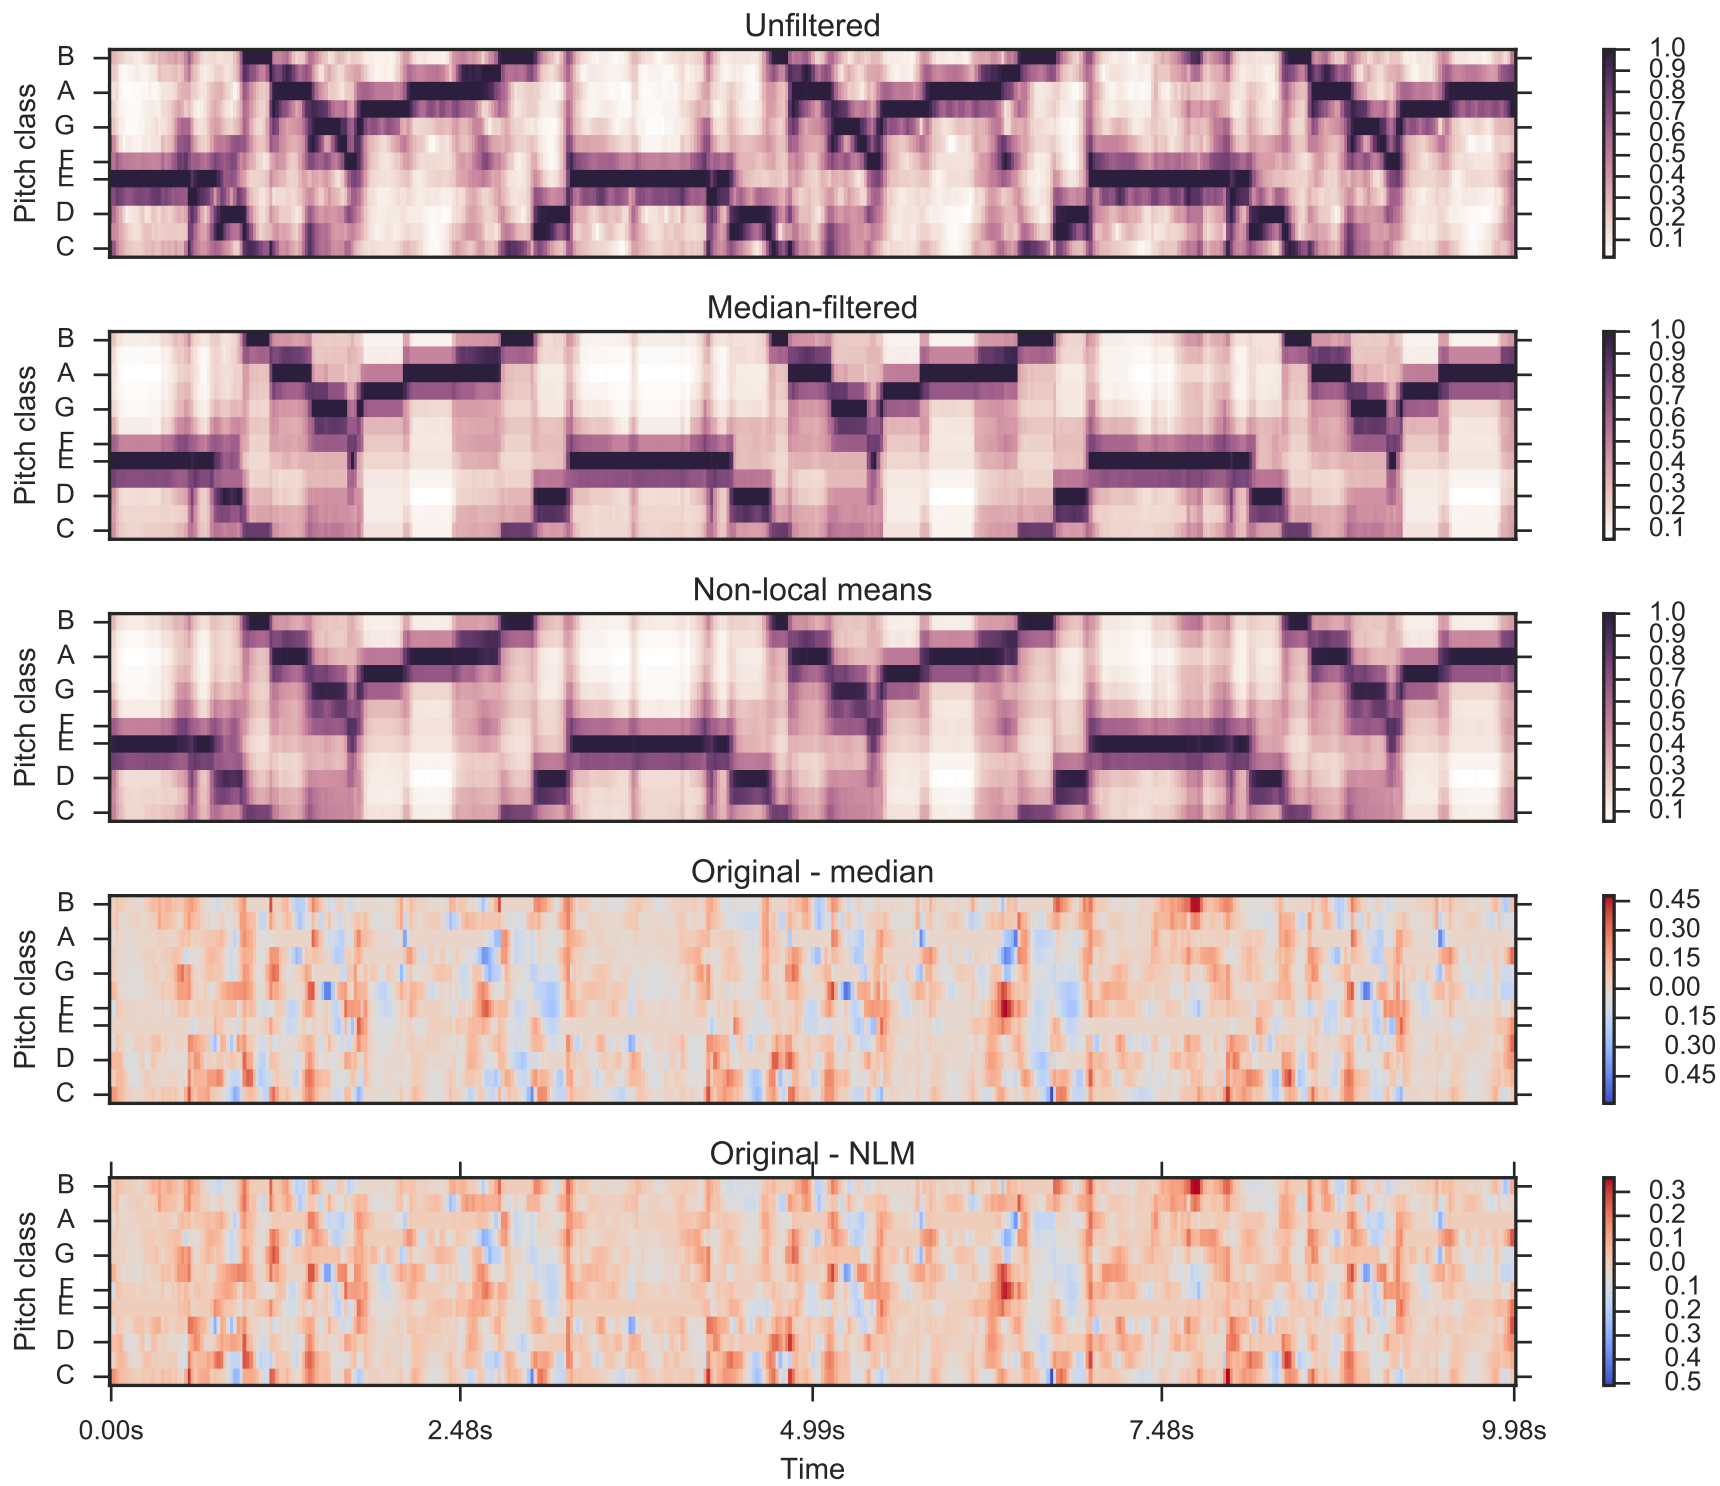 Unfiltered
Pitch class
B
A
G
F
E
D
C
1.0
0.9
0.8
0.7
0.6
0.5
0.4
0.3
0.2
0.1
Median-filtered
Pitch class
B
A
G
F
E
D
C
1.0
0.9
0.8
0.7
0.6
0.5
0.4
0.3
0.2
0.1
Non-local means
Pitch class
B
A
G
F
E
D
C
1.0
0.9
0.8
0.7
0.6
0.5
0.4
0.3
0.2
0.1
Original - median
Pitch class
B
A
G
F
E
D
C
0.45
0.30
0.15
0.00
0.15
0.30
0.45
Original - NLM
Pitch class
B
A
G
F
E
D
C
0.3
0.2
0.1
0.0
0.1
0.2
0.3
0.4
0.5
0.00s 2.48s 4.99s 7.48s 9.98s
Time